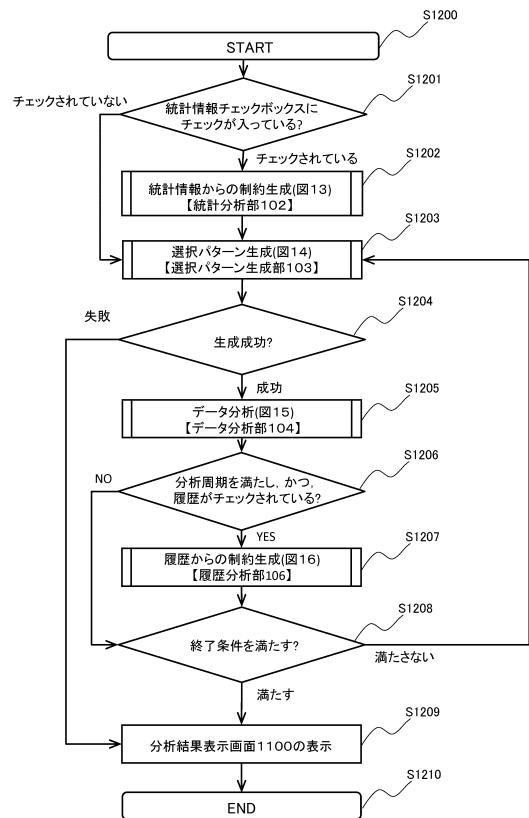 S1200
START
S1201
チェックされていない
統計情報チェックボックスに
チェックが入っている?
チェックされている
S1202
統計情報からの制約生成(図13)
【統計分析部102】
S1203
選択パターン生成(図14)
【選択パターン生成部103】
S1204
失敗
生成成功?
成功
S1205
データ分析(図15)
【データ分析部104】
S1206
NO
分析周期を満たし,かつ,
履歴がチェックされている?
YES
S1207
履歴からの制約生成(図16)
【履歴分析部106】
S1208
終了条件を満たす?
満たさない
満たす
S1209
分析結果表示画面1100の表示
S1210
END